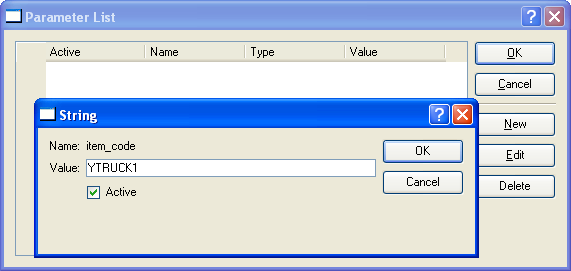 Parameter List
Active Name Type Value
OK
Cancel
New
Edit
Delete
String
Name: item_code
Value: YTRUCK1
Active
OK
Cancel